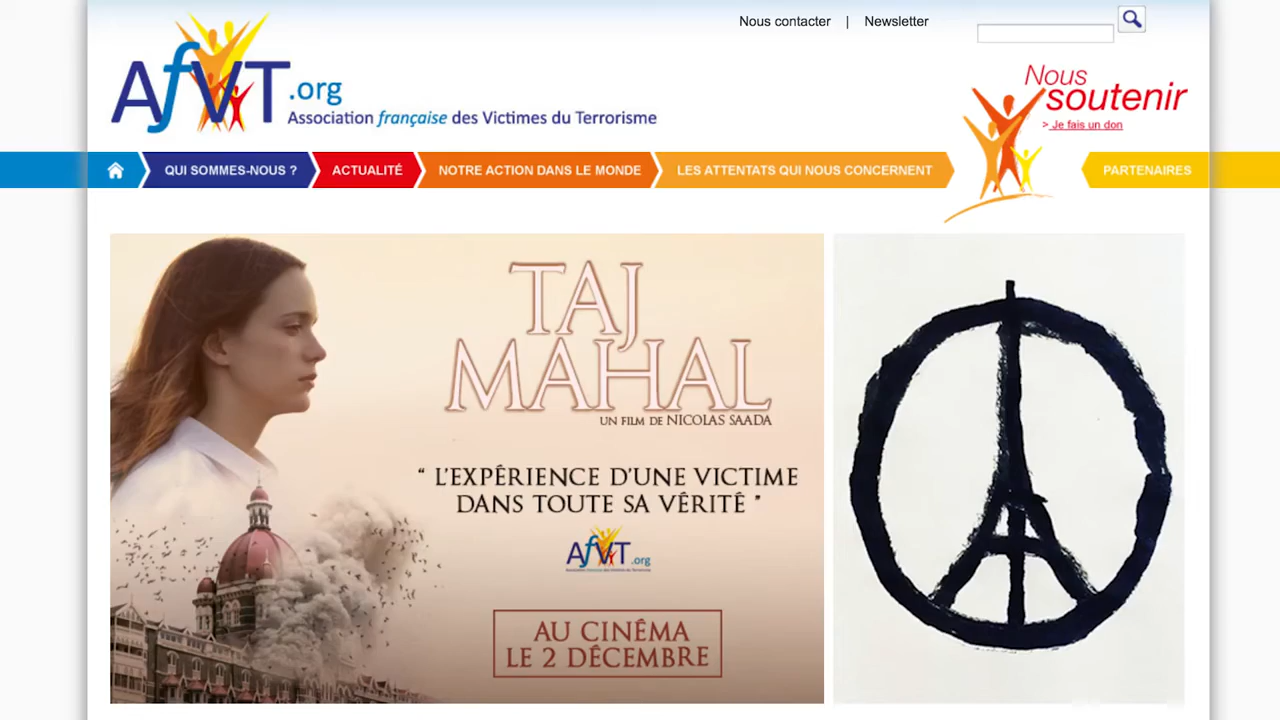 Nous contacter | Newsletter
AfVT.org
Association française des Victimes du Terrorisme
Nous
soutenir
> Je fais un don
QUI SOMMES-NOUS ?
ACTUALITÉ
NOTRE ACTION DANS LE MONDE
LES ATTENTATS QUI NOUS CONCERNENT
PARTENAIRES
TAJ
MAHAL
UN FILM DE NICOLAS SAADA
“ L'EXPÉRIENCE D'UNE VICTIME
DANS TOUTE SA VÉRITÉ ”
AfVT.org
AU CINÉMA
LE 2 DÉCEMBRE